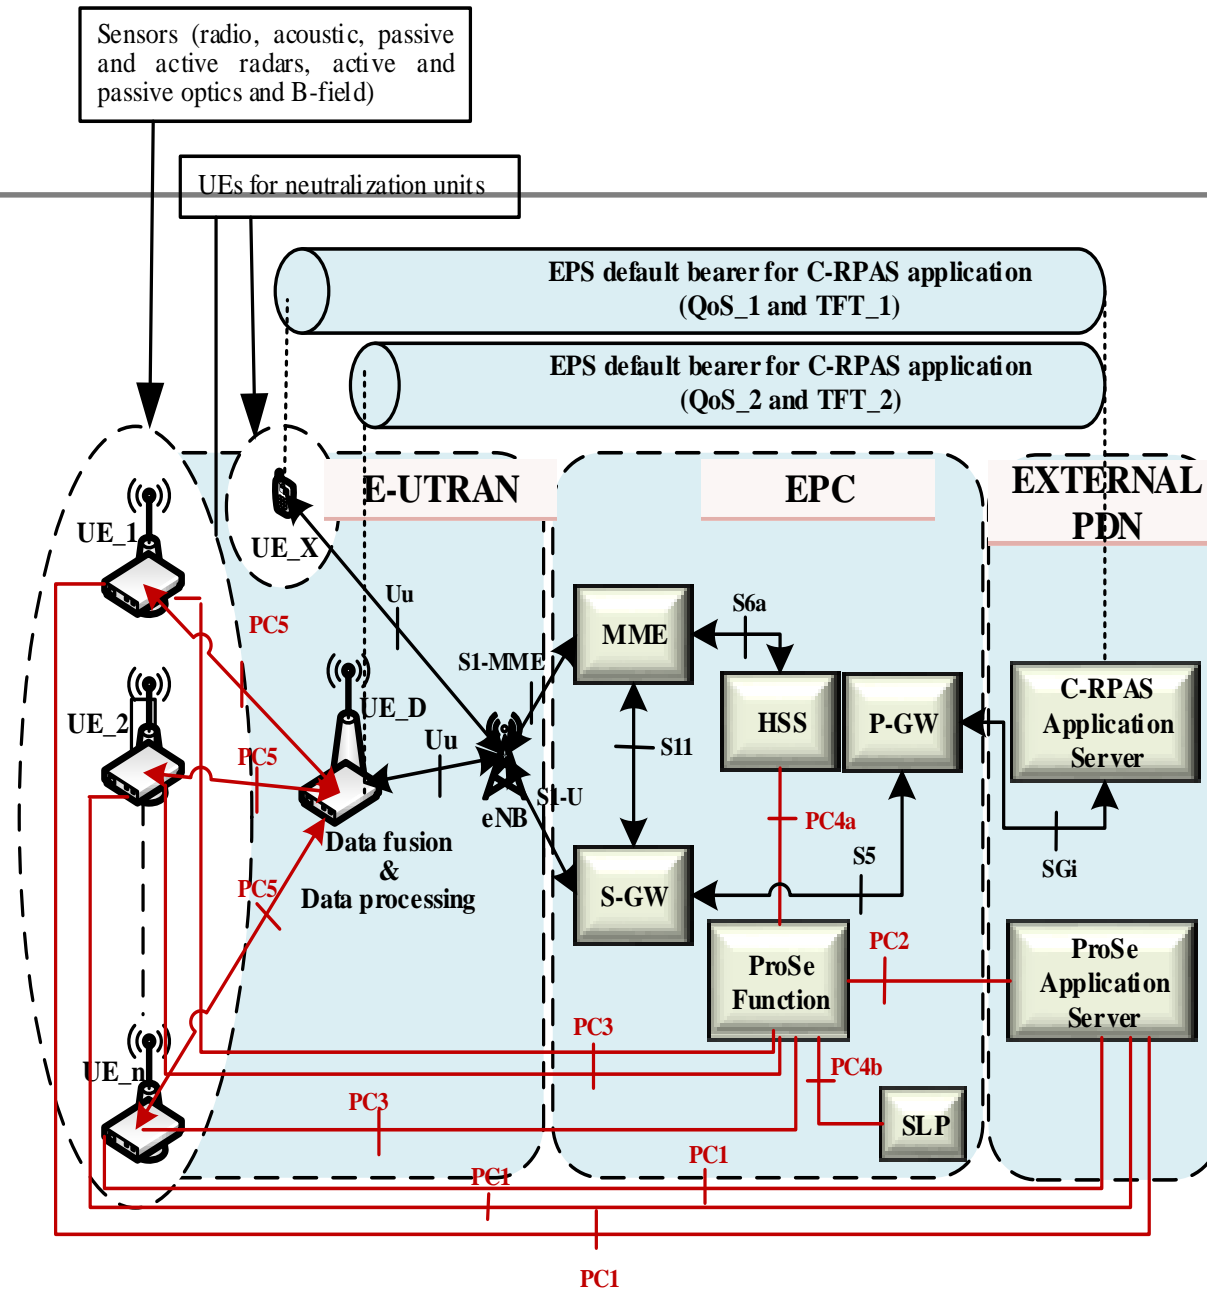 Sensors (radio, acoustic, passive
and active radars, active and
passive optics and B-field)
UEs for neutralization units
EPS default bearer for C-RPAS application
(QoS_1 and TFT_1)
EPS default bearer for C-RPAS application
(QoS_2 and TFT_2)
E-UTRAN
EPC
EXTERNAL
PDN
UE_1
UE_X
Uu
PC5
S6a
MME
S1-MME
UE_2
UE_D
HSS
P-GW
C-RPAS
Application
Server
Uu
S11
PC5
S1-U
eNB
PC4a
Data fusion
&
Data processing
S5
SGi
PC5
S-GW
PC2
ProSe
Function
ProSe
Application
Server
PC3
UE_n
PC4b
PC3
SLP
PC1
PC1
PC1